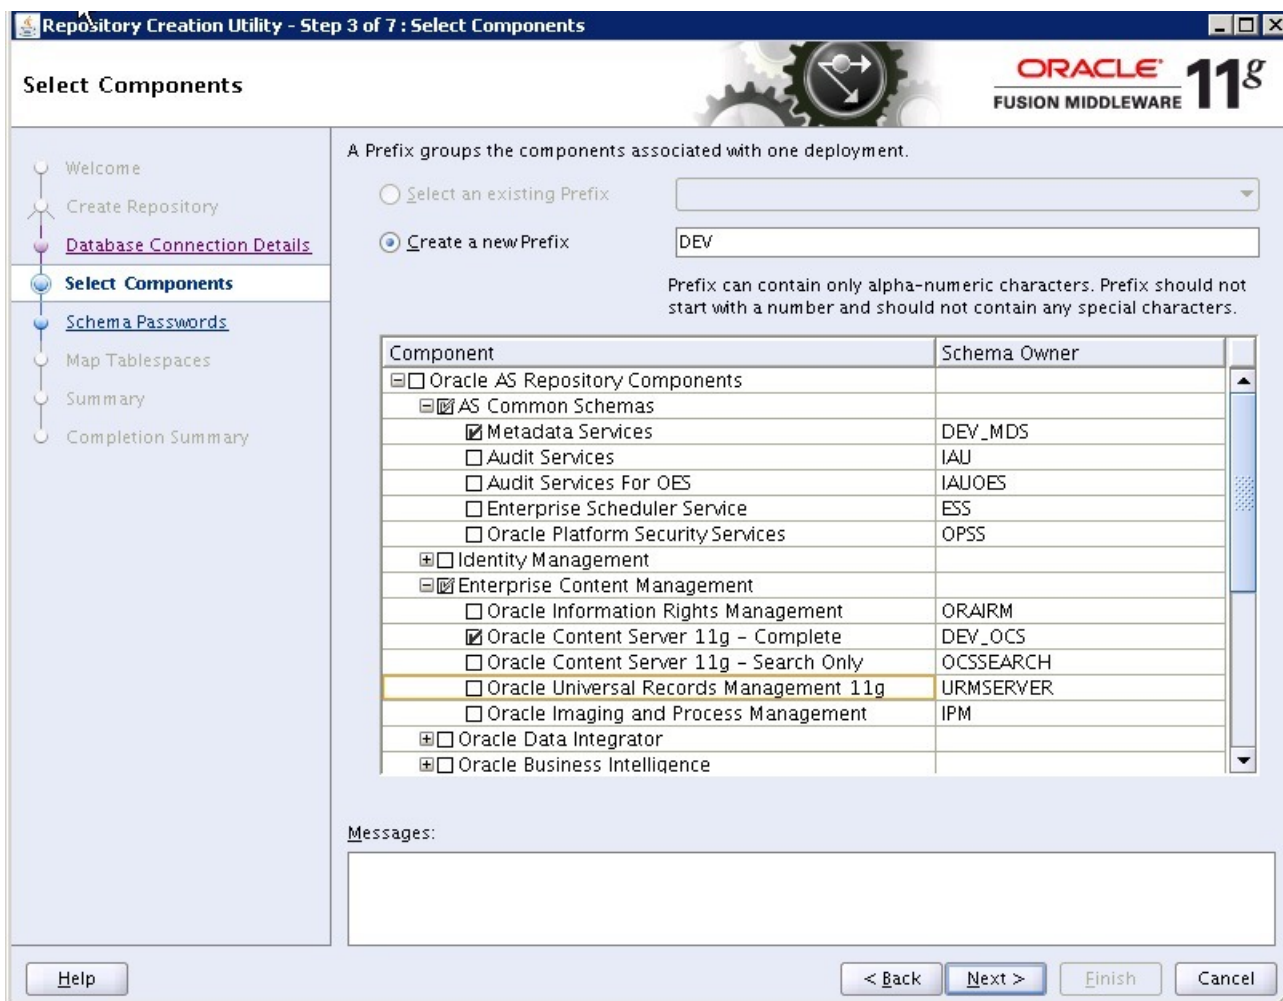 Repository Creation Utility - Step 3 of 7 : Select Components
Select Components
ORACLE®
FUSION MIDDLEWARE
11g
Welcome
Create Repository
Database Connection Details
Select Components
Schema Passwords
Map Tablespaces
Summary
Completion Summary
A Prefix groups the components associated with one deployment.
Select an existing Prefix
Create a new Prefix
DEV
Prefix can contain only alpha-numeric characters. Prefix should not
start with a number and should not contain any special characters.
Component Schema Owner
Oracle AS Repository Components
AS Common Schemas
Metadata Services DEV_MDS
Audit Services IAU
Audit Services For OES IAUOES
Enterprise Scheduler Service ESS
Oracle Platform Security Services OPSS
Identity Management
Enterprise Content Management
Oracle Information Rights Management ORAIRM
Oracle Content Server 11g - Complete DEV_OCS
Oracle Content Server 11g - Search Only OCSSEARCH
Oracle Universal Records Management 11g URMSERVER
Oracle Imaging and Process Management IPM
Oracle Data Integrator
Oracle Business Intelligence
Messages:
Help
< Back
Next >
Finish
Cancel